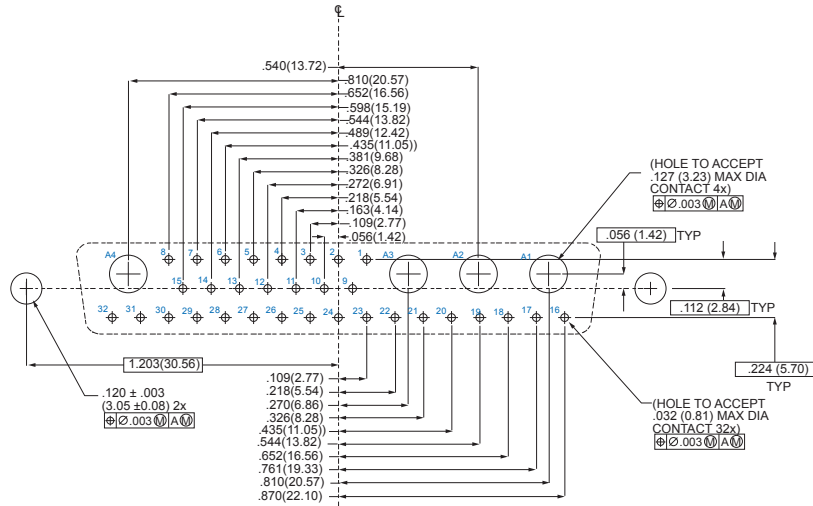 ℄
.540(13.72)
.810(20.57)
.652(16.56)
.598(15.19)
.544(13.82)
.489(12.42)
.435(11.05))
.381(9.68)
.326(8.28)
.272(6.91)
.218(5.54)
.163(4.14)
.109(2.77)
.056(1.42)
(HOLE TO ACCEPT
.127 (3.23) MAX DIA
CONTACT 4x)
⌖ Ø.003 Ⓜ A Ⓜ
.056 (1.42) TYP
A4 8 7 6 5 4 3 2 1 A3 A2 A1
15 14 13 12 11 10 9
32 31 30 29 28 27 26 25 24 23 22 21 20 19 18 17 16
.112 (2.84) TYP
.224 (5.70)
TYP
1.203(30.56)
.120 ± .003
(3.05 ±0.08) 2x
⌖ Ø.003 Ⓜ A Ⓜ
.109(2.77)
.218(5.54)
.270(6.86)
.326(8.28)
.435(11.05))
.544(13.82)
.652(16.56)
.761(19.33)
.810(20.57)
.870(22.10)
(HOLE TO ACCEPT
.032 (0.81) MAX DIA
CONTACT 32x)
⌖ Ø.003 Ⓜ A Ⓜ